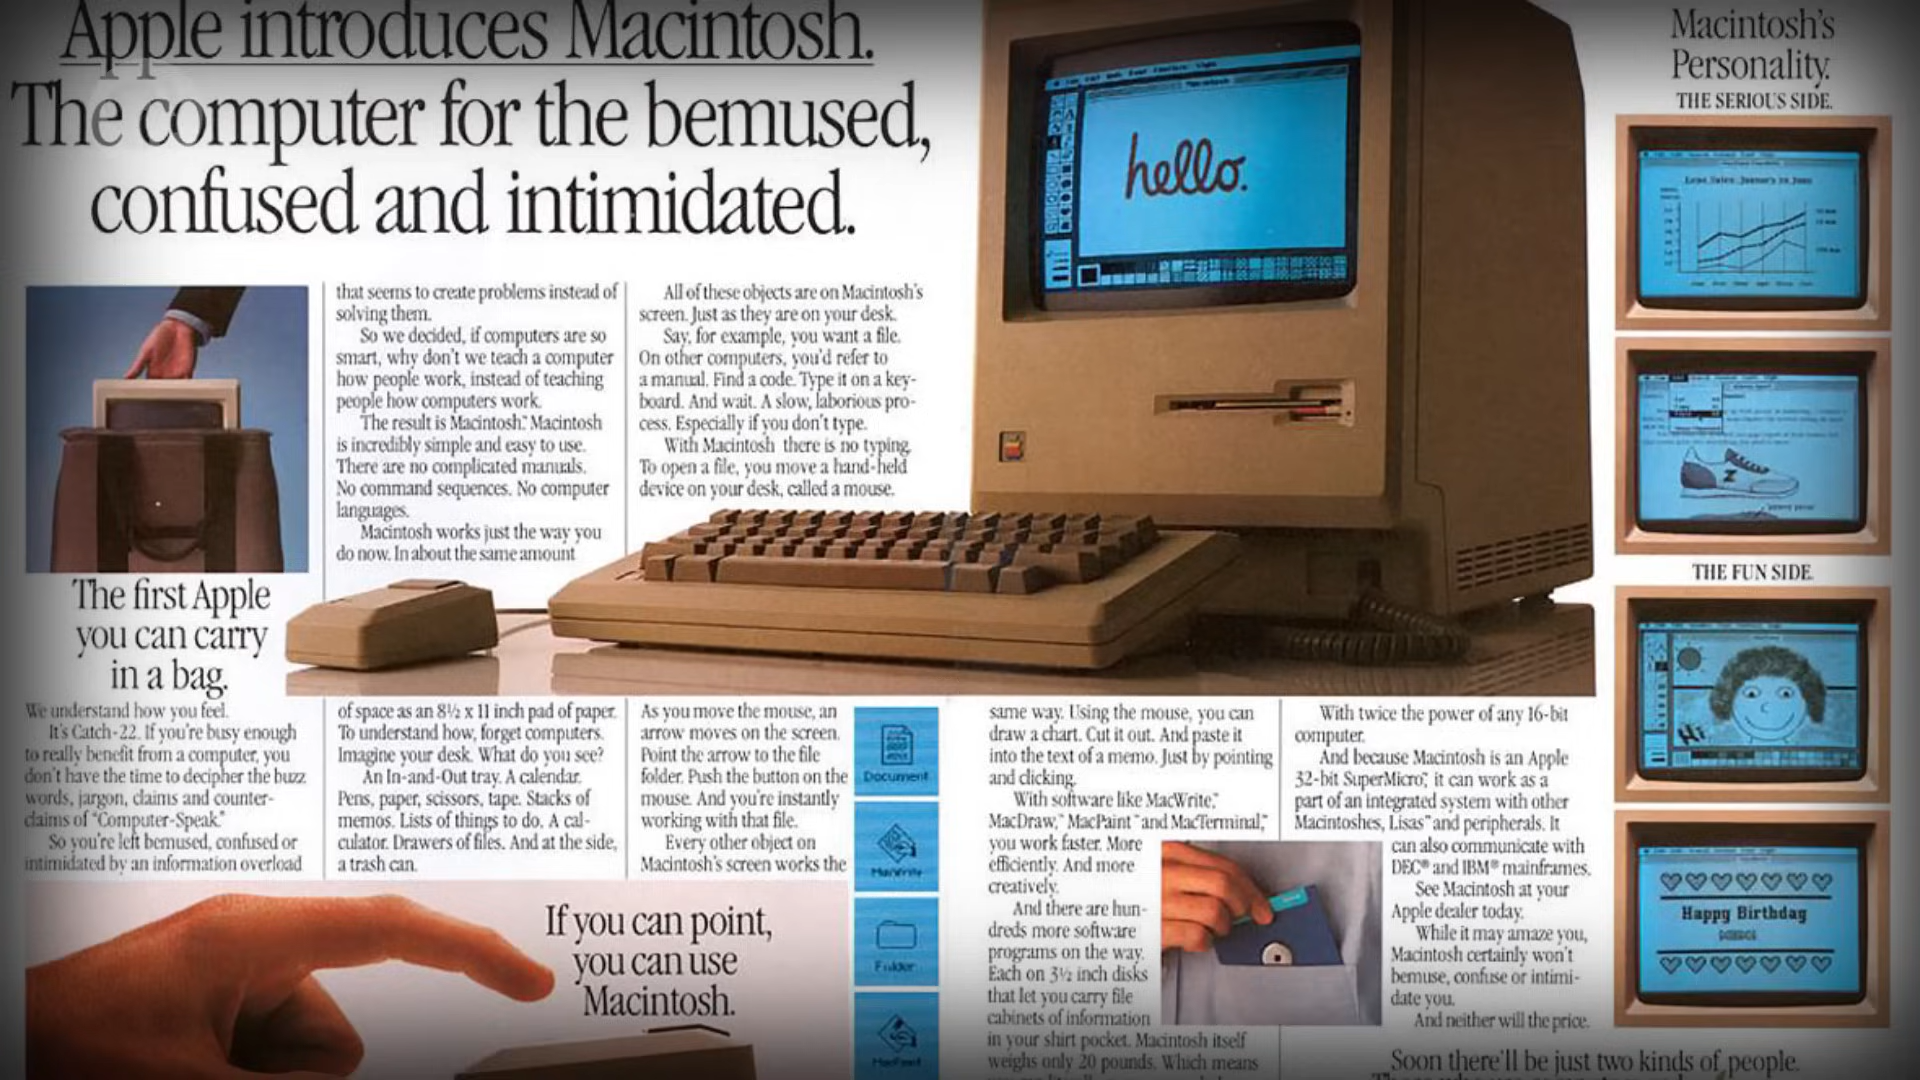 Apple introduces Macintosh.
The computer for the bemused,
confused and intimidated.
The first Apple
you can carry
in a bag.
We understand how you feel.
It's Catch-22. If you're busy enough
to really benefit from a computer, you
don't have the time to decipher the buzz
words, jargon, claims and counter-
claims of "Computer-Speak."
So you're left bemused, confused or
intimidated by an information overload
that seems to create problems instead of
solving them.
So we decided, if computers are so
smart, why don't we teach a computer
how people work, instead of teaching
people how computers work.
The result is Macintosh.™ Macintosh
is incredibly simple and easy to use.
There are no complicated manuals.
No command sequences. No computer
languages.
Macintosh works just the way you
do now. In about the same amount
of space as an 8½ x 11 inch pad of paper.
To understand how, forget computers.
Imagine your desk. What do you see?
An In-and-Out tray. A calendar.
Pens, paper, scissors, tape. Stacks of
memos. Lists of things to do. A cal-
culator. Drawers of files. And at the side,
a trash can.
All of these objects are on Macintosh's
screen. Just as they are on your desk.
Say, for example, you want a file.
On other computers, you'd refer to
a manual. Find a code. Type it on a key-
board. And wait. A slow, laborious pro-
cess. Especially if you don't type.
With Macintosh there is no typing.
To open a file, you move a hand-held
device on your desk, called a mouse.
As you move the mouse, an
arrow moves on the screen.
Point the arrow to the file
folder. Push the button on the
mouse. And you're instantly
working with that file.
Every other object on
Macintosh's screen works the
same way. Using the mouse, you can
draw a chart. Cut it out. And paste it
into the text of a memo. Just by pointing
and clicking.
With software like MacWrite,™
MacDraw,™ MacPaint™ and MacTerminal,™
you work faster. More
efficiently. And more
creatively.
And there are hun-
dreds more software
programs on the way.
Each on 3½ inch disks
that let you carry file
cabinets of information
in your shirt pocket. Macintosh itself
weighs only 20 pounds. Which means
With twice the power of any 16-bit
computer.
And because Macintosh is an Apple
32-bit SuperMicro,™ it can work as a
part of an integrated system with other
Macintoshes, Lisas™ and peripherals. It
can also communicate with
DEC® and IBM® mainframes.
See Macintosh at your
Apple dealer today.
While it may amaze you,
Macintosh certainly won't
bemuse, confuse or intimi-
date you.
And neither will the price.
Soon there'll be just two kinds of people.
If you can point,
you can use
Macintosh.
Document
MacWrite
Folder
MacPaint
hello.
Macintosh's
Personality.
THE SERIOUS SIDE.
THE FUN SIDE.
Hi
Happy Birthday